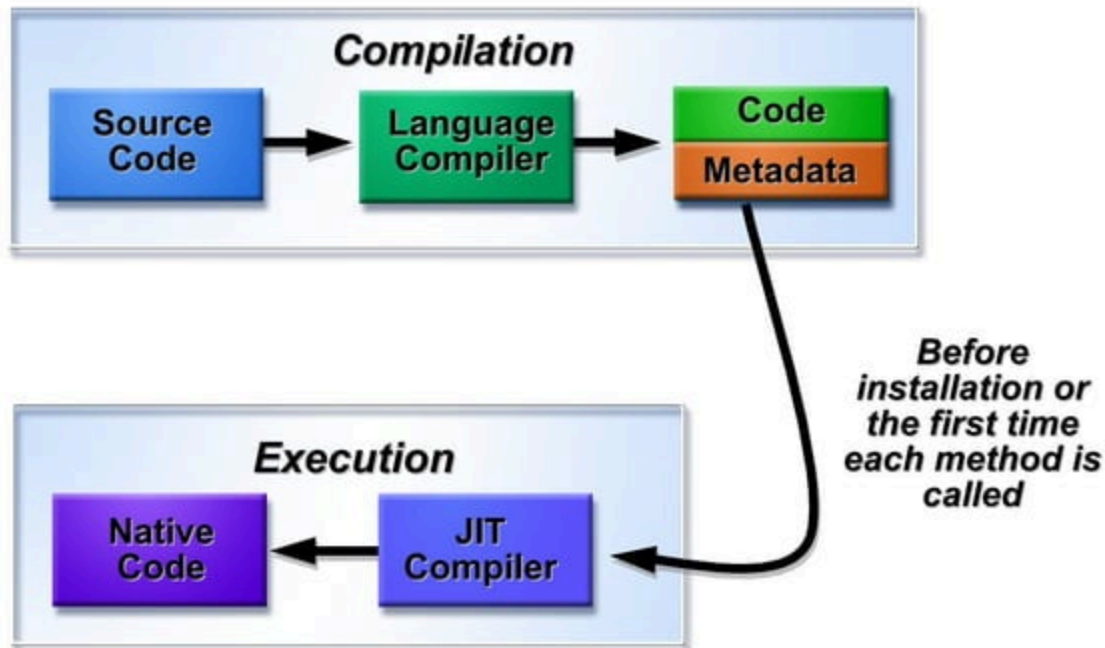 Compilation
Source
Code
Language
Compiler
Code
Metadata
Before
installation or
the first time
each method is
called
Execution
Native
Code
JIT
Compiler